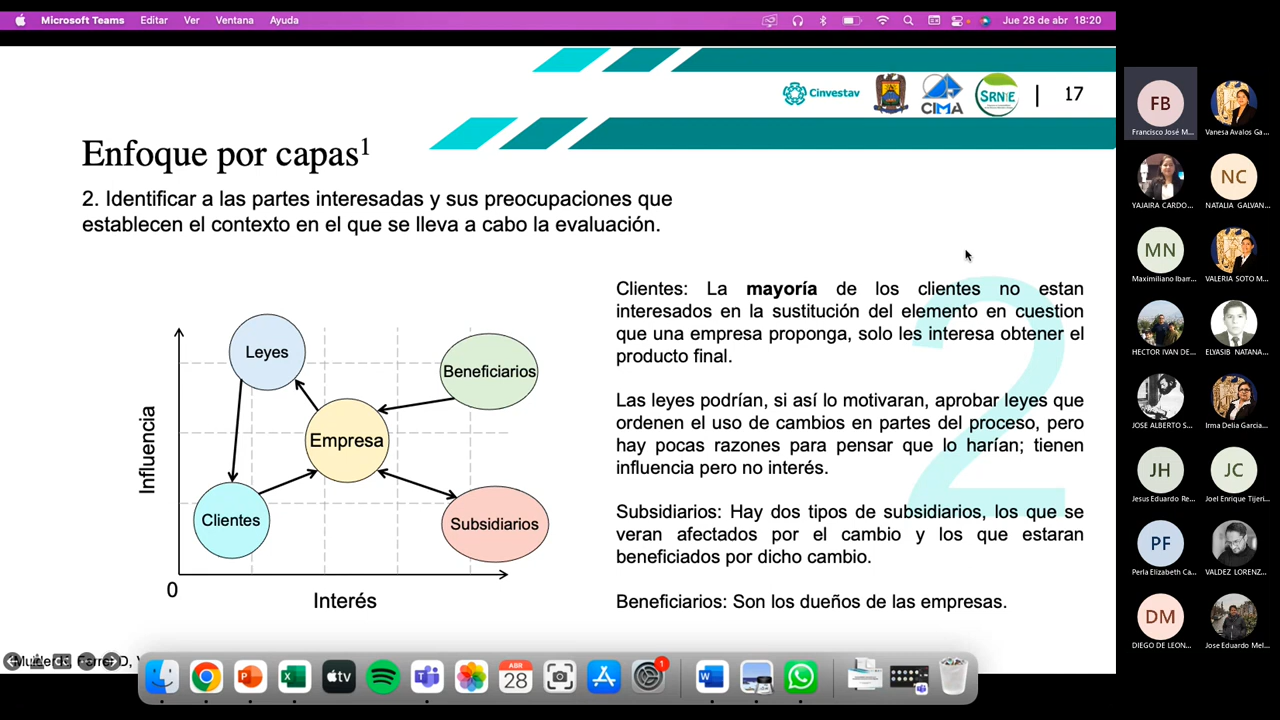 Microsoft Teams Editar Ver Ventana Ayuda Jue 28 de abr 18:20
Cinvestav CIMA SRNyE 17
Enfoque por capas1
2. Identificar a las partes interesadas y sus preocupaciones que
establecen el contexto en el que se lleva a cabo la evaluación.
Influencia
Leyes
Beneficiarios
Empresa
Clientes
Subsidiarios
0
Interés
2
Clientes: La mayoría de los clientes no estan
interesados en la sustitución del elemento en cuestion
que una empresa proponga, solo les interesa obtener el
producto final.
Las leyes podrían, si así lo motivaran, aprobar leyes que
ordenen el uso de cambios en partes del proceso, pero
hay pocas razones para pensar que lo harían; tienen
influencia pero no interés.
Subsidiarios: Hay dos tipos de subsidiarios, los que se
veran afectados por el cambio y los que estaran
beneficiados por dicho cambio.
Beneficiarios: Son los dueños de las empresas.
tv
ABR
28
1
FB
Francisco José M...
Vanesa Avalos Ga...
YAJAIRA CARDO...
NC
NATALIA GALVAN...
MN
Maximiliano Ibarr...
VALERIA SOTO M...
HECTOR IVAN DE...
ELYASIB NATANA...
JOSE ALBERTO S...
Irma Delia Garcia...
JH
Jesus Eduardo Re...
JC
Joel Enrique Tijeri...
PF
Perla Elizabeth Ca...
VALDEZ LORENZ...
DM
DIEGO DE LEON...
Jose Eduardo Mel...